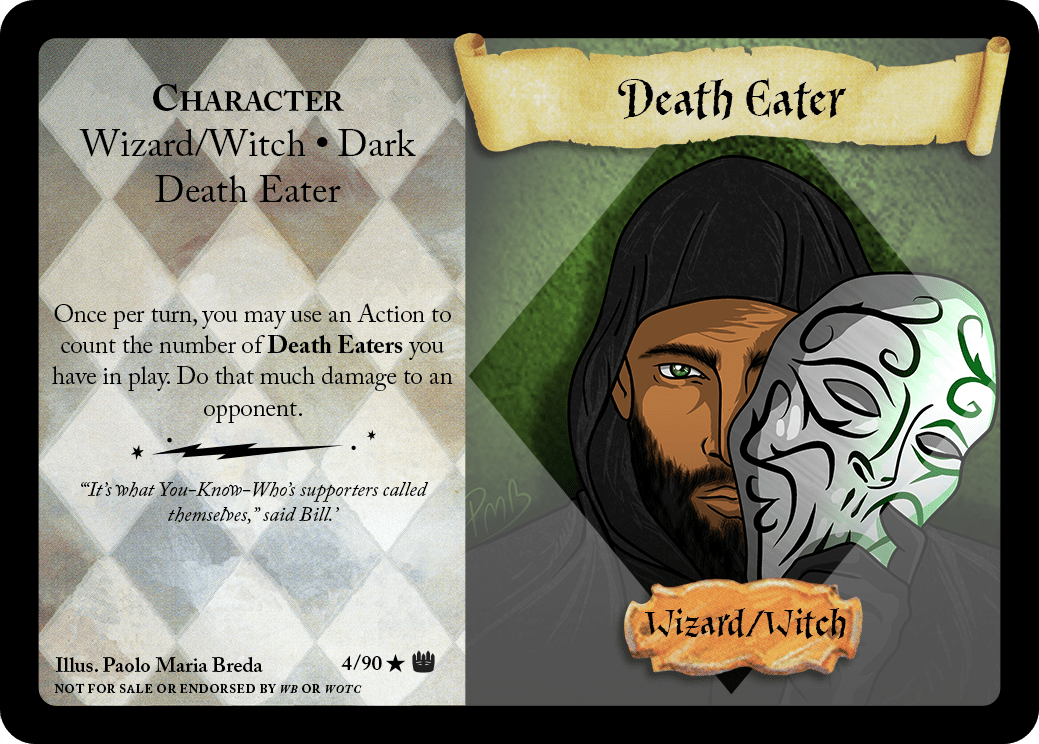 CHARACTER
Wizard/Witch • Dark
Death Eater
Once per turn, you may use an Action to
count the number of Death Eaters you
have in play. Do that much damage to an
opponent.
‘“It’s what You-Know-Who’s supporters called
themselves,” said Bill.’
Illus. Paolo Maria Breda
4/90
NOT FOR SALE OR ENDORSED BY WB OR WOTC
Death Eater
PMB
Wizard/Witch